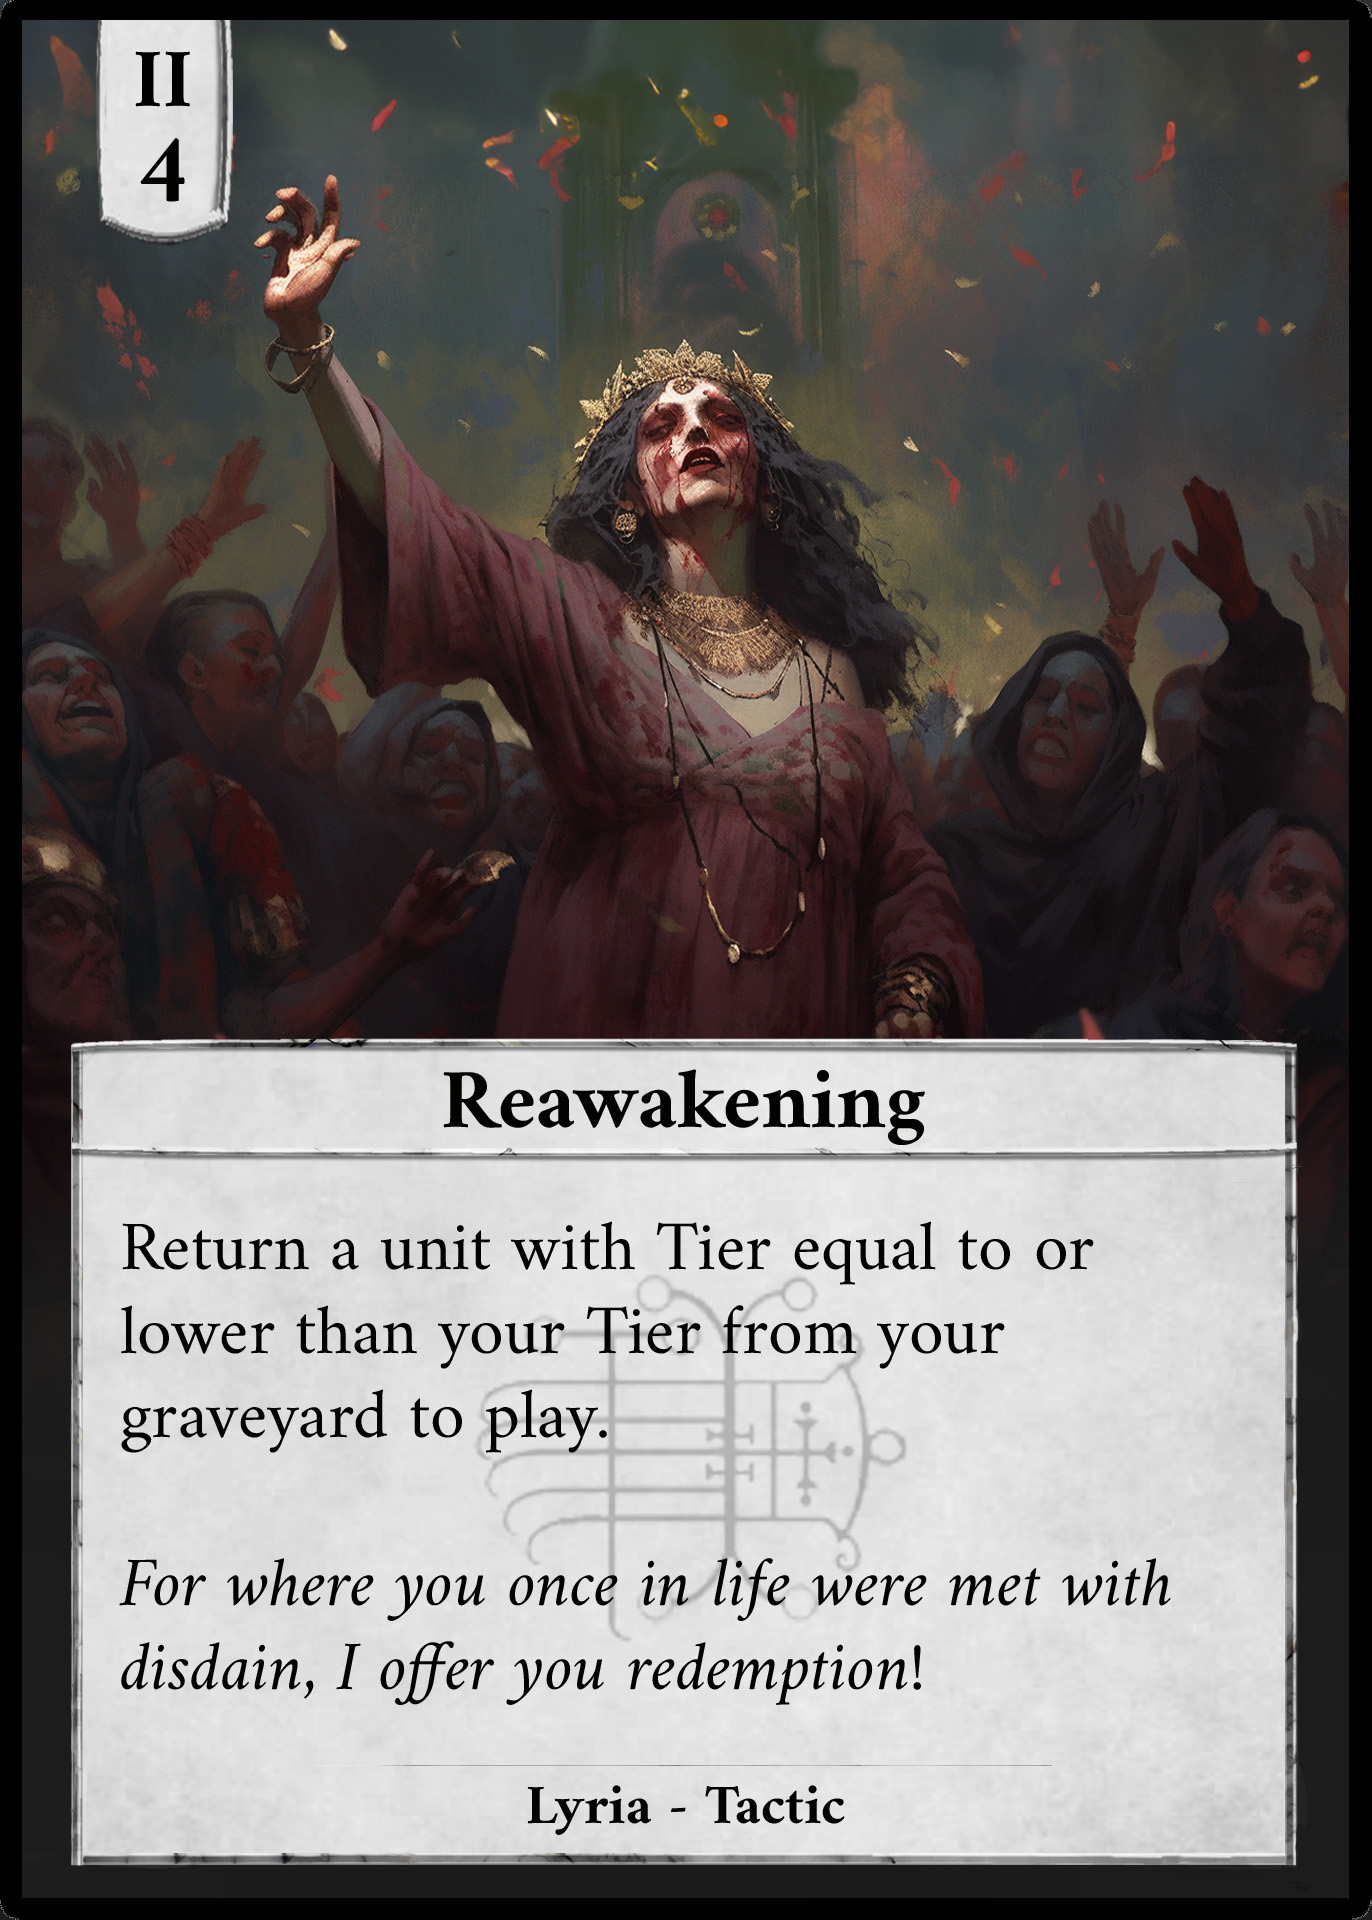 II
4
Reawakening
Return a unit with Tier equal to or
lower than your Tier from your
graveyard to play.
For where you once in life were met with
disdain, I offer you redemption!
Lyria - Tactic